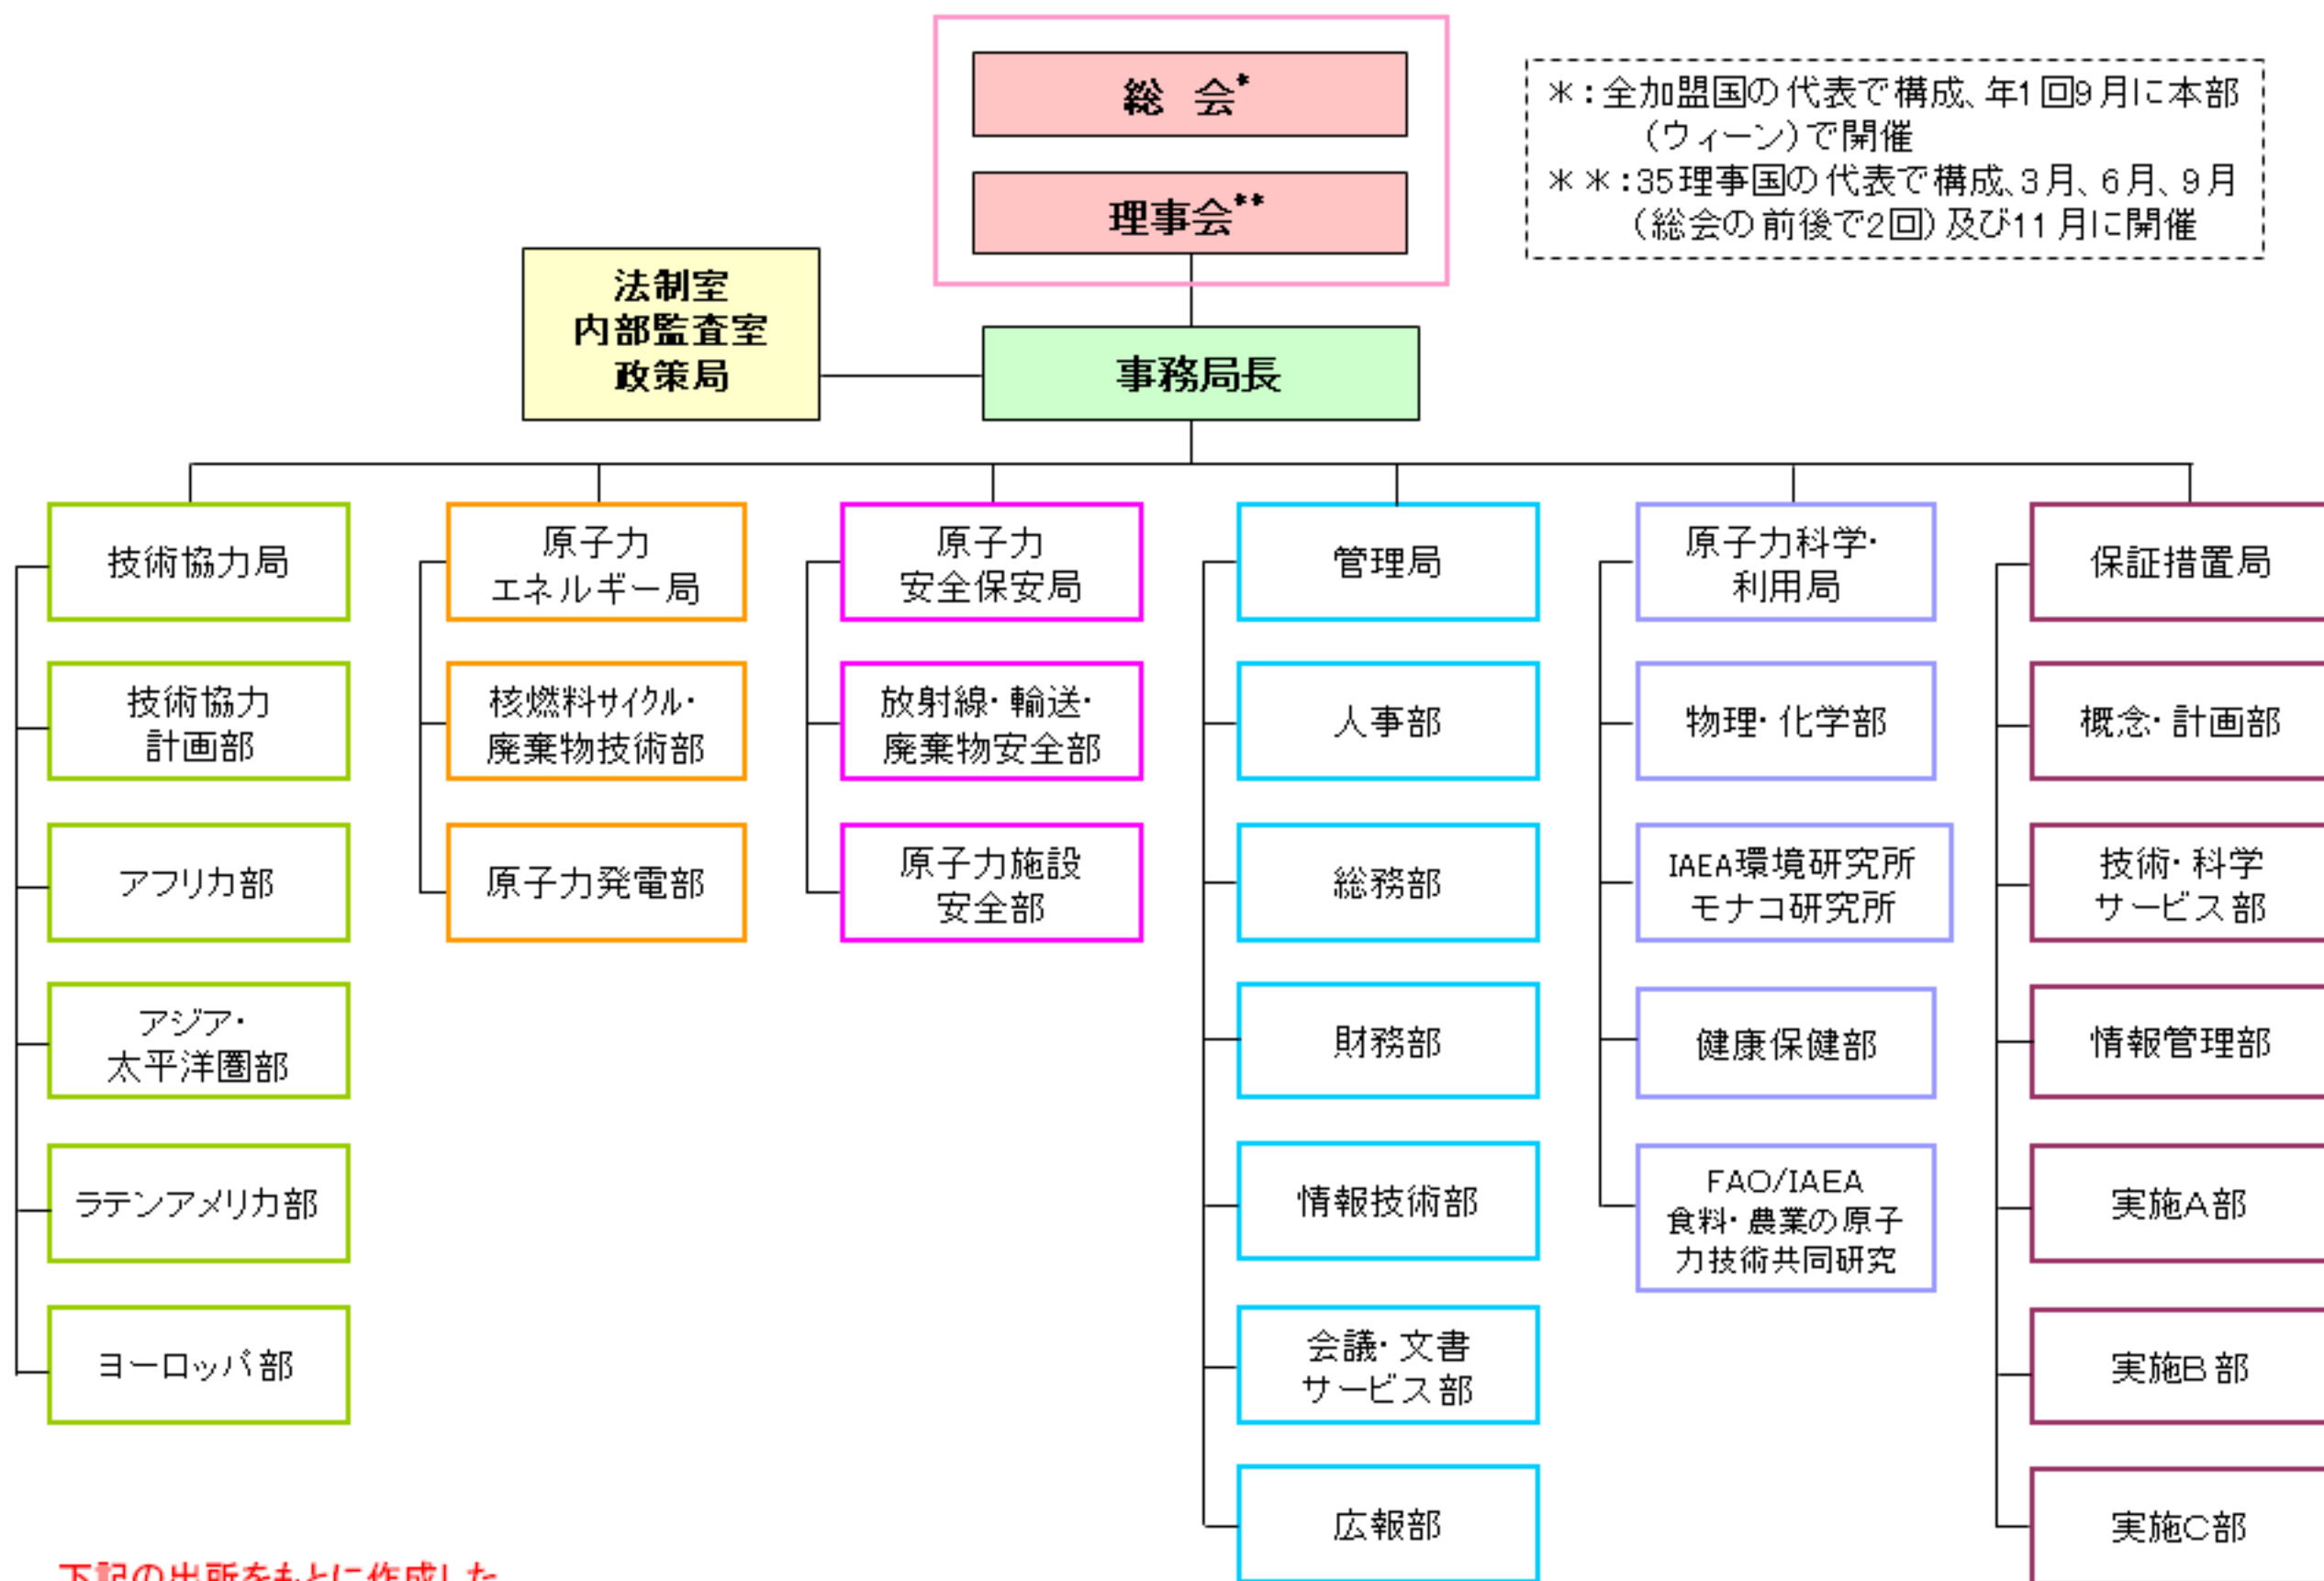 総 会*
理事会**
*:全加盟国の代表で構成、年1回9月に本部
(ウィーン)で開催
**:35理事国の代表で構成、3月、6月、9月
(総会の前後で2回)及び11月に開催
法制室
内部監査室
政策局
事務局長
技術協力局
技術協力
計画部
アフリカ部
アジア・
太平洋圏部
ラテンアメリカ部
ヨーロッパ部
原子力
エネルギー局
核燃料サイクル・
廃棄物技術部
原子力発電部
原子力
安全保安局
放射線・輸送・
廃棄物安全部
原子力施設
安全部
管理局
人事部
総務部
財務部
情報技術部
会議・文書
サービス部
広報部
原子力科学・
利用局
物理・化学部
IAEA環境研究所
モナコ研究所
健康保健部
FAO/IAEA
食料・農業の原子
力技術共同研究
保証措置局
概念・計画部
技術・科学
サービス部
情報管理部
実施A部
実施B部
実施C部
下記の出所をもとに作成した